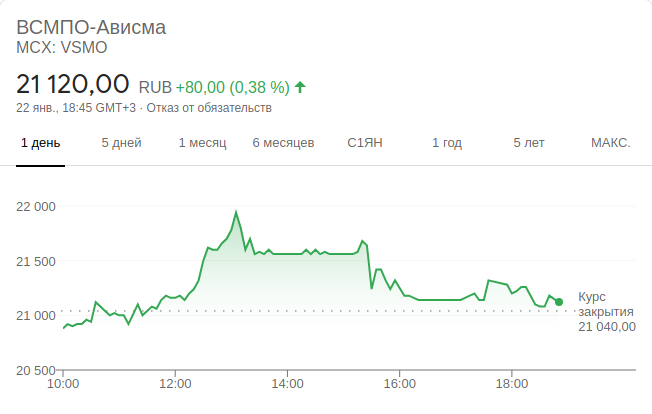 ВСМПО-Ависма
MCX: VSMO
21 120,00 RUB +80,00 (0,38 %)
22 янв., 18:45 GMT+3 · Отказ от обязательств
1 день 5 дней 1 месяц 6 месяцев С1ЯН 1 год 5 лет МАКС.
22 000
21 500
21 000
20 500
Курс
закрытия
21 040,00
10:00 12:00 14:00 16:00 18:00